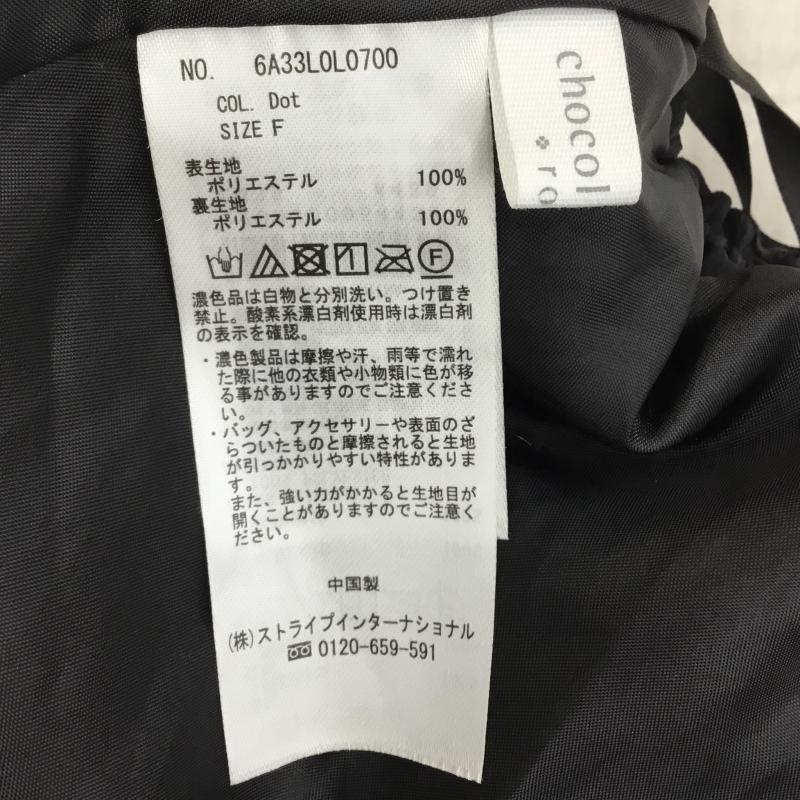 NO. 6A33L0L0700
COL. Dot
SIZE F
表生地
ポリエステル 100%
裏生地
ポリエステル 100%
F
濃色品は白物と分別洗い。つけ置き
禁止。酸素系漂白剤使用時は漂白剤
の表示を確認。
・濃色製品は摩擦や汗、雨等で濡れ
た際に他の衣類や小物類に色が移
る事がありますのでご注意くださ
い。
・バッグ、アクセサリーや表面のざ
らついたものと摩擦されると生地
が引っかかりやすい特性がありま
す。
また、強い力がかかると生地目が
開くことがありますのでご注意く
ださい。
中国製
(株)ストライプインターナショナル
0120-659-591
chocol
ro